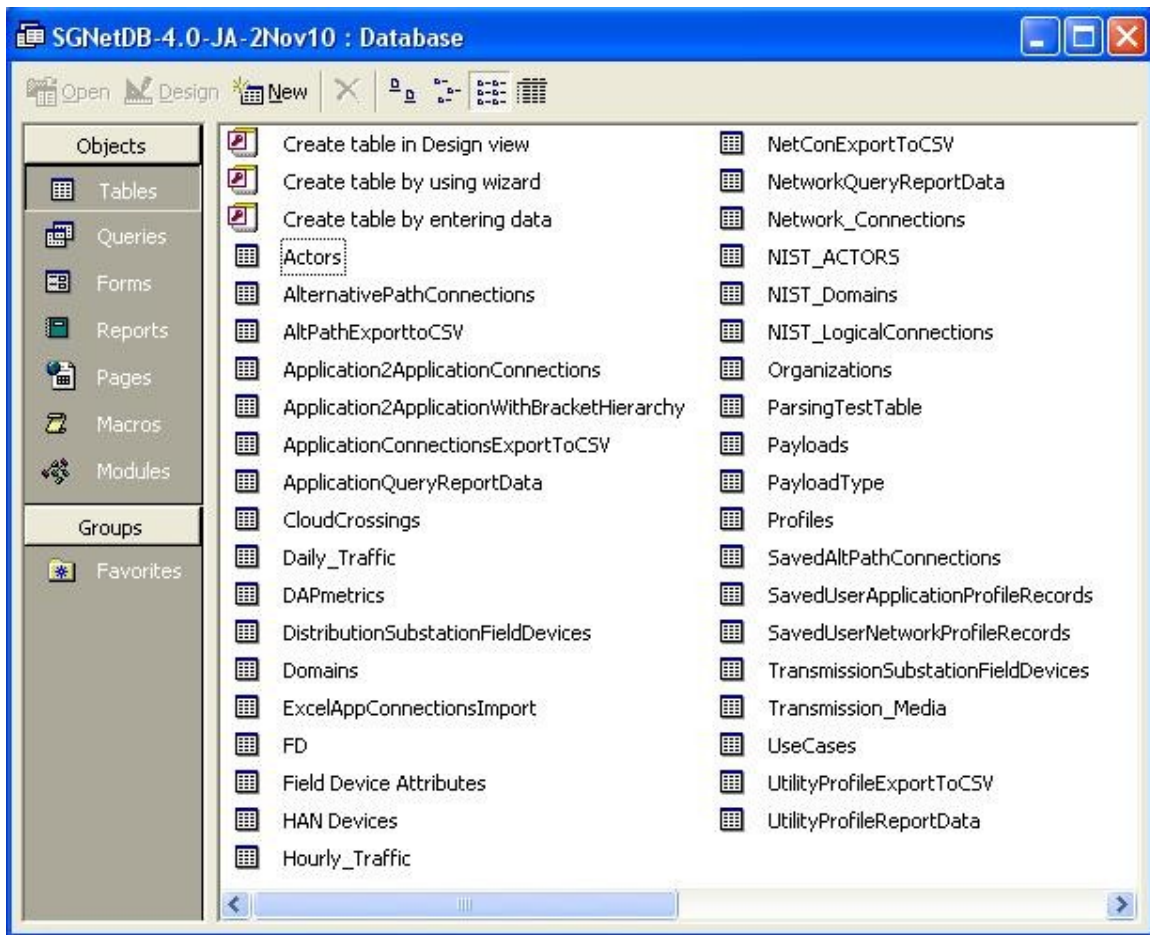 SGNetDB-4.0-JA-2Nov10 : Database
Open Design New
Objects
Tables
Queries
Forms
Reports
Pages
Macros
Modules
Groups
Favorites
Create table in Design view
Create table by using wizard
Create table by entering data
Actors
AlternativePathConnections
AltPathExporttoCSV
Application2ApplicationConnections
Application2ApplicationWithBracketHierarchy
ApplicationConnectionsExportToCSV
ApplicationQueryReportData
CloudCrossings
Daily_Traffic
DAPmetrics
DistributionSubstationFieldDevices
Domains
ExcelAppConnectionsImport
FD
Field Device Attributes
HAN Devices
Hourly_Traffic
NetConExportToCSV
NetworkQueryReportData
Network_Connections
NIST_ACTORS
NIST_Domains
NIST_LogicalConnections
Organizations
ParsingTestTable
Payloads
PayloadType
Profiles
SavedAltPathConnections
SavedUserApplicationProfileRecords
SavedUserNetworkProfileRecords
TransmissionSubstationFieldDevices
Transmission_Media
UseCases
UtilityProfileExportToCSV
UtilityProfileReportData